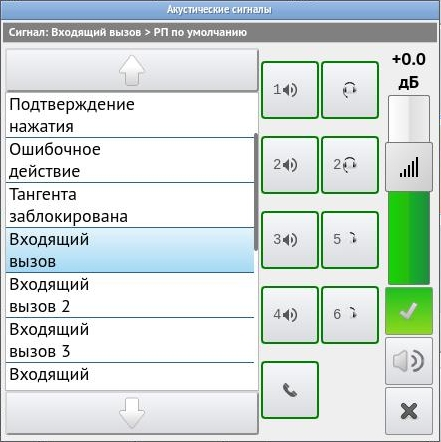 Акустические сигналы
Сигнал: Входящий вызов > РП по умолчанию
+0.0
дБ
Подтверждение
нажатия
Ошибочное
действие
Тангента
заблокирована
Входящий
вызов
Входящий
вызов 2
Входящий
вызов 3
Входящий
1
2
2
3
5
4
6